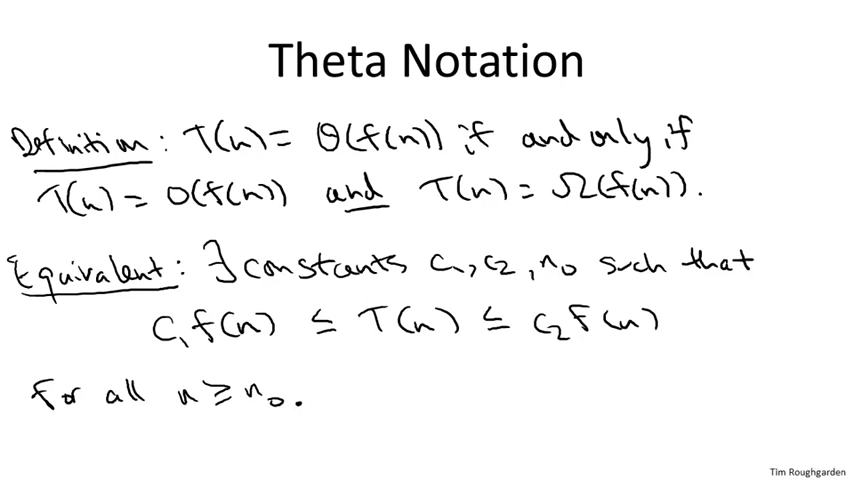 Theta Notation
Definition: T(n) = Θ(f(n)) if and only if
T(n) = O(f(n)) and T(n) = Ω(f(n)).
Equivalent: ∃ constants c₁, c₂, n₀ such that
c₁f(n) ≤ T(n) ≤ c₂f(n)
for all n ≥ n₀.
Tim Roughgarden